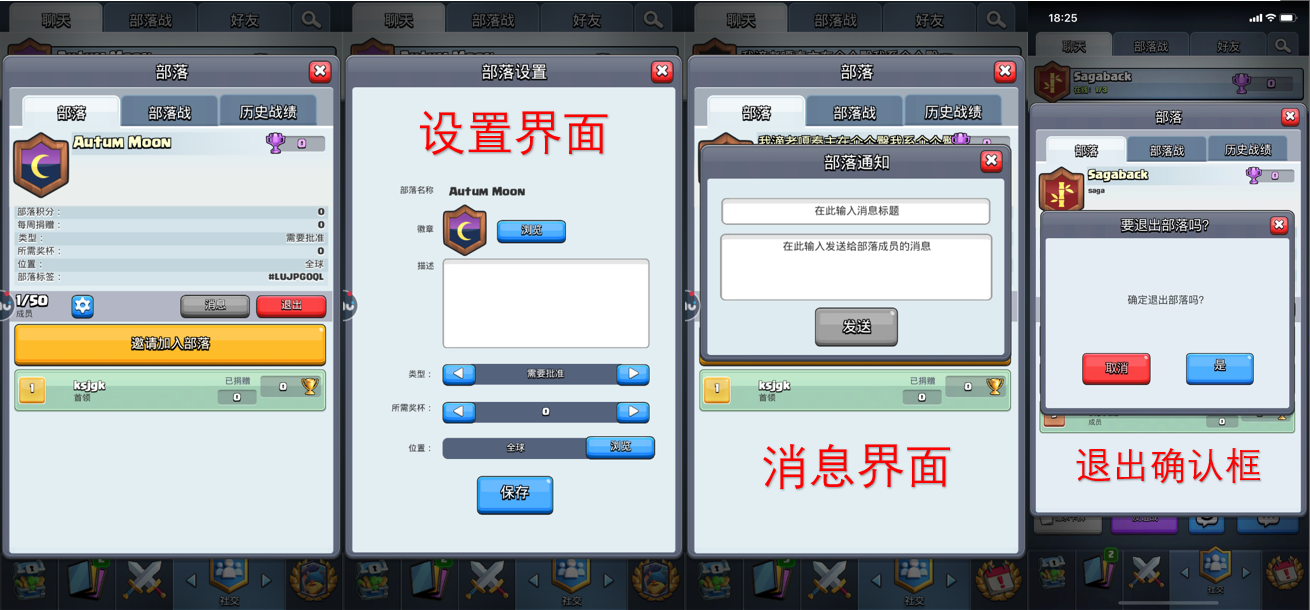 聊天
部落战
好友
部落
部落
部落战
历史战绩
Autum Moon
0
部落积分：
0
每周捐赠：
0
类型：
需要批准
所需奖杯：
0
位置：
全球
部落标签：
#LUJPGOQL
1/50
成员
消息
退出
邀请加入部落
1
ksjgk
首领
已捐赠
0
0
社交
聊天
部落战
好友
部落设置
设置界面
部落名称
Autum Moon
徽章
浏览
描述
类型：
需要批准
所需奖杯：
0
位置：
全球
浏览
保存
社交
聊天
部落战
好友
部落
部落
部落战
历史战绩
部落通知
在此输入消息标题
在此输入发送给部落成员的消息
发送
1
ksjgk
首领
已捐赠
0
0
消息界面
社交
18:25
聊天
部落战
好友
Sagaback
在线：1/3
0
部落
部落
部落战
历史战绩
Sagaback
0
saga
要退出部落吗?
确定退出部落吗?
取消
是
成员
0
退出确认框
2
社交